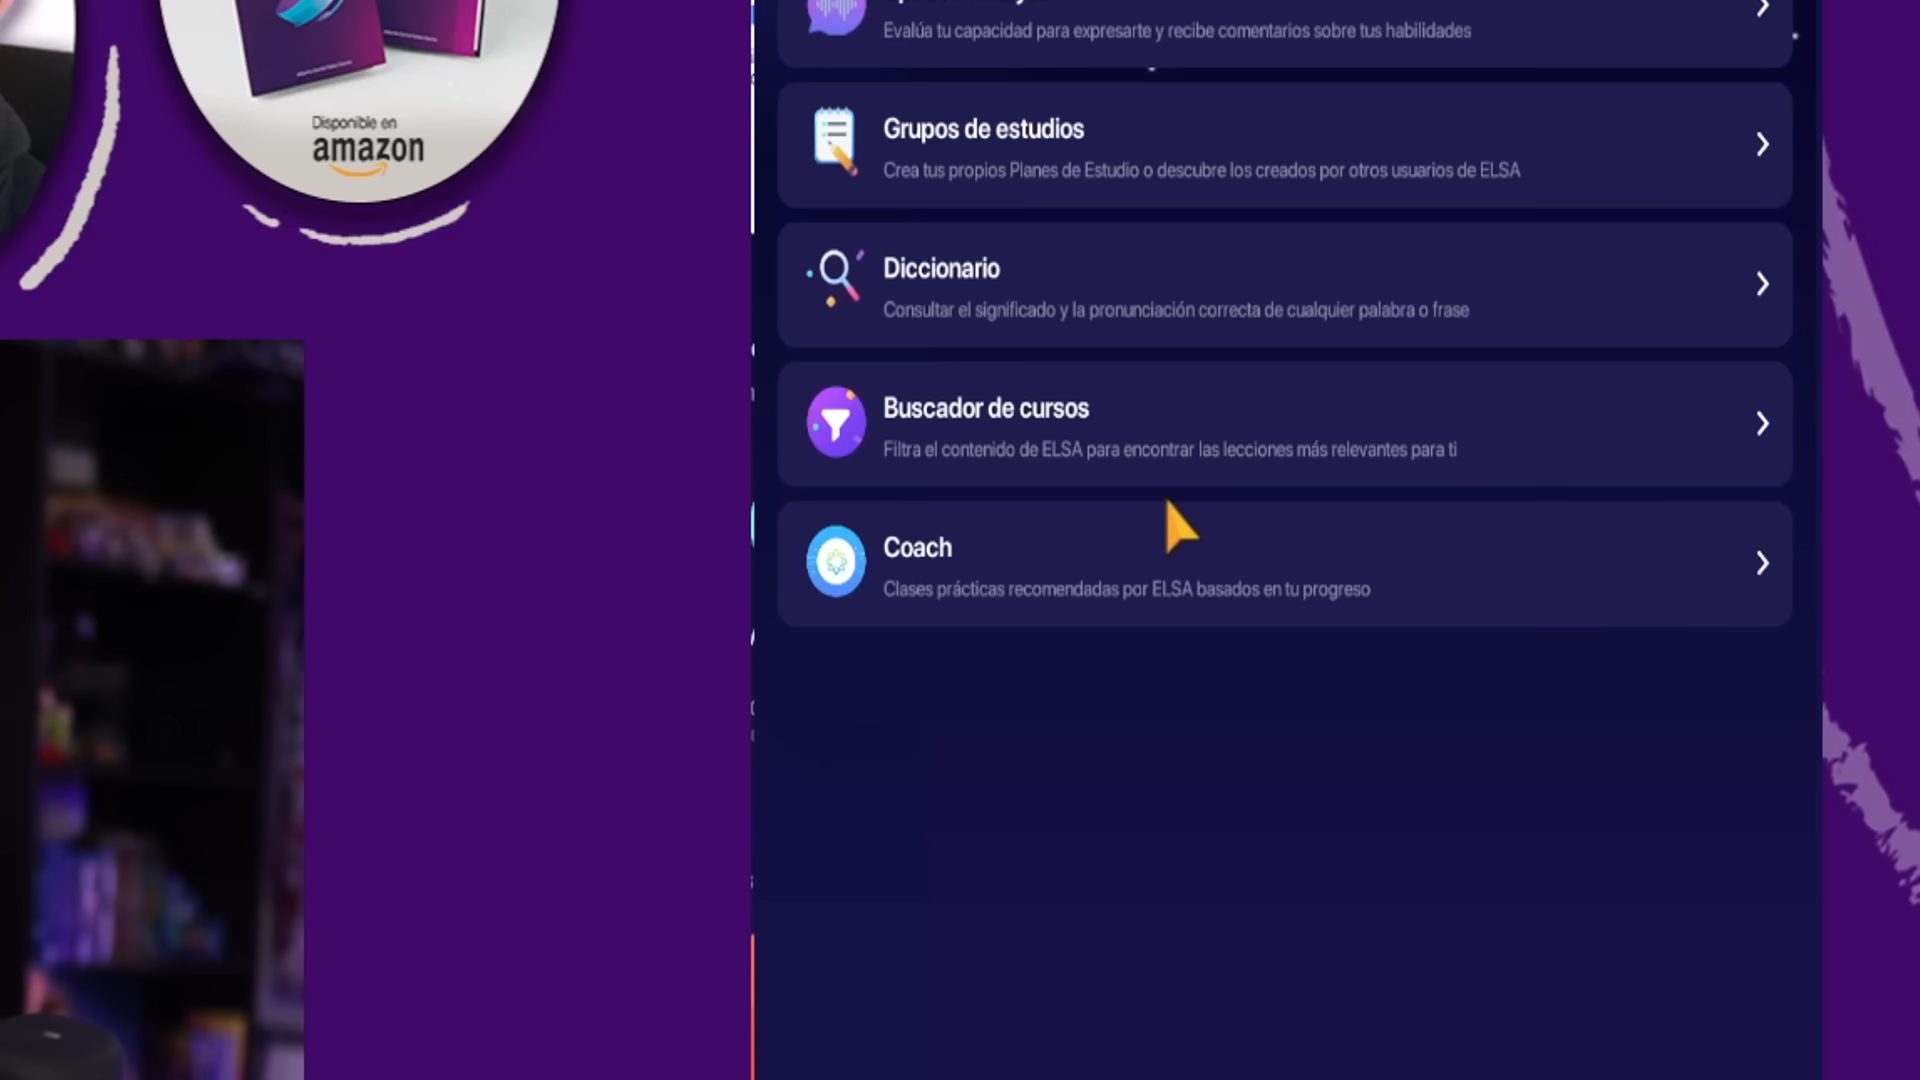 Disponible en
amazon
Evalúa tu capacidad para expresarte y recibe comentarios sobre tus habilidades
Grupos de estudios
Crea tus propios Planes de Estudio o descubre los creados por otros usuarios de ELSA
Diccionario
Consultar el significado y la pronunciación correcta de cualquier palabra o frase
Buscador de cursos
Filtra el contenido de ELSA para encontrar las lecciones más relevantes para ti
Coach
Clases prácticas recomendadas por ELSA basados en tu progreso